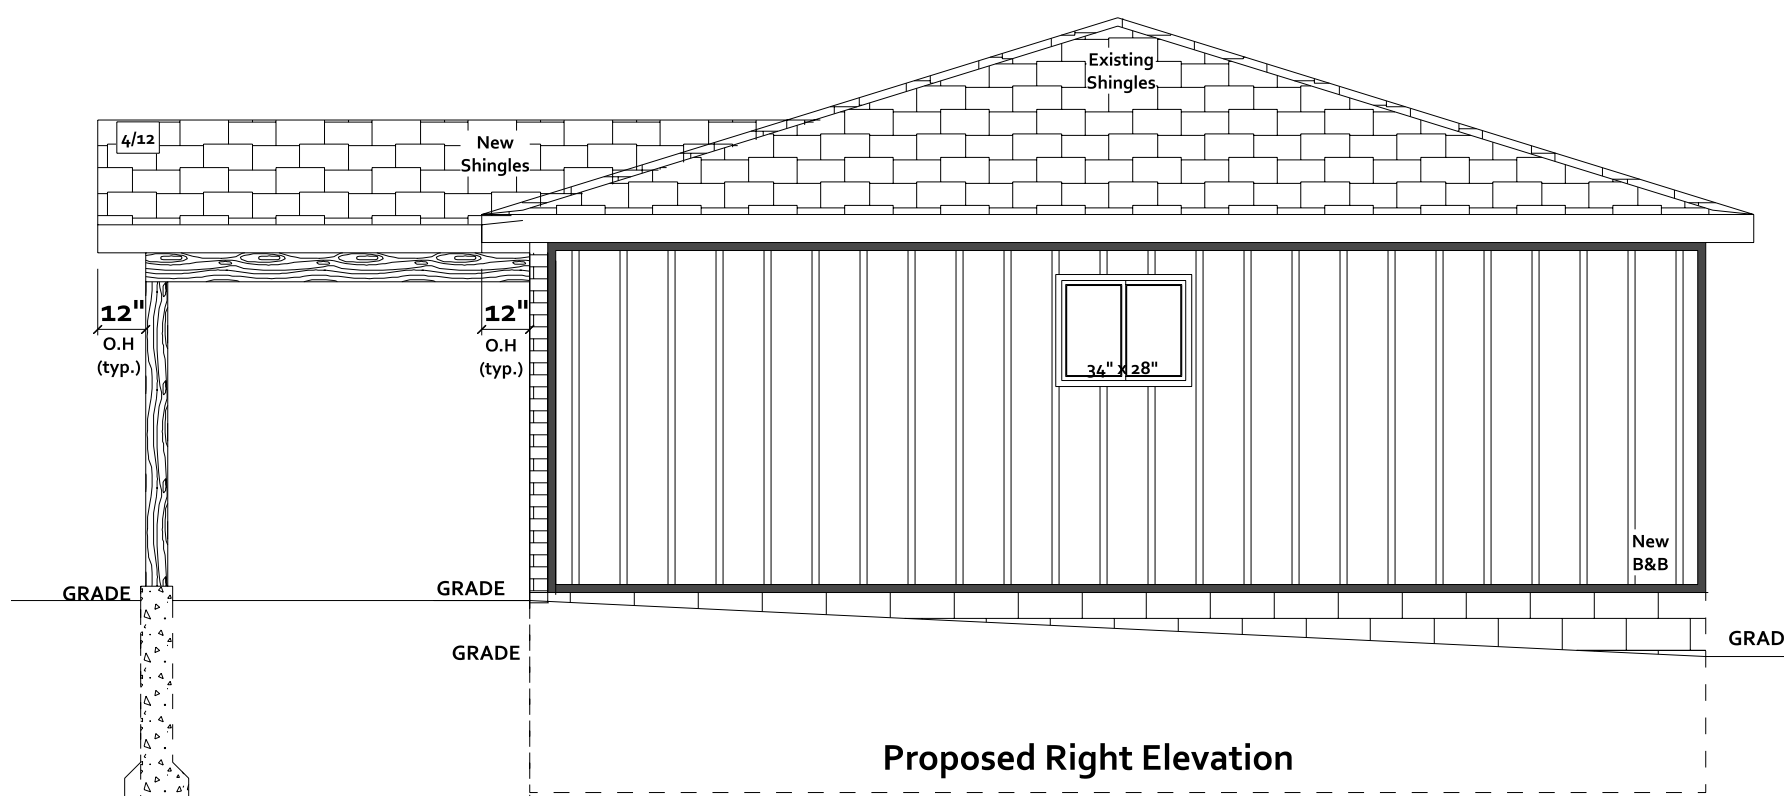 Existing
Shingles
4/12
New
Shingles
12"
O.H
(typ.)
12"
O.H
(typ.)
34" x 28"
New
B&B
GRADE
GRADE
GRADE
GRAD
Proposed Right Elevation